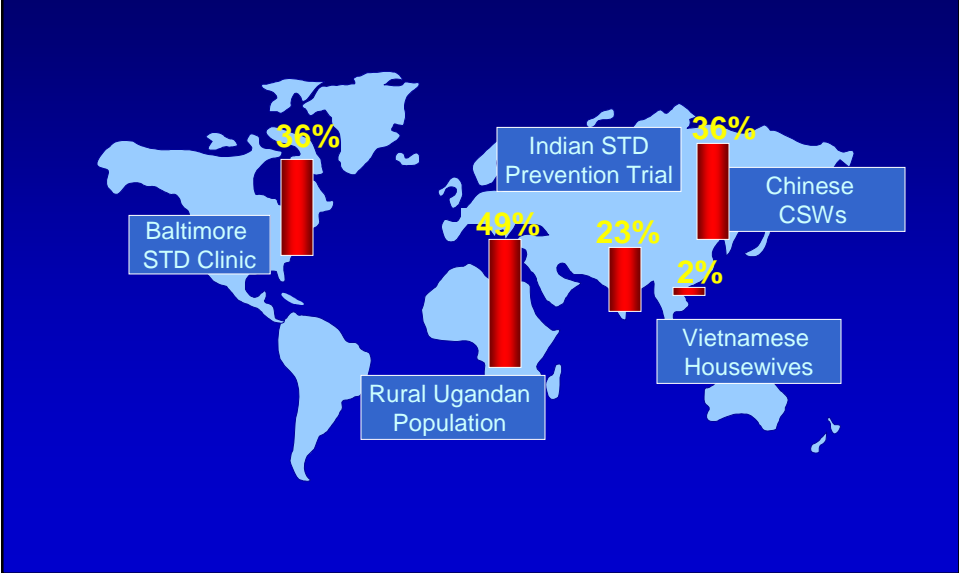 36%
Baltimore
STD Clinic
49%
Rural Ugandan
Population
Indian STD
Prevention Trial
23%
36%
Chinese
CSWs
2%
Vietnamese
Housewives